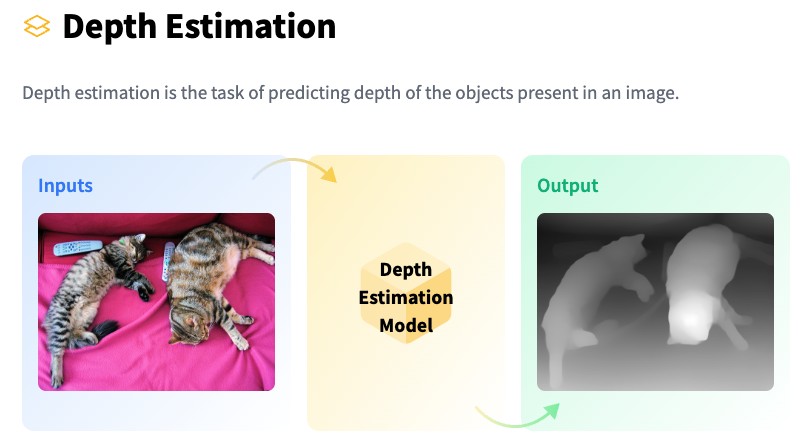 Depth Estimation
Depth estimation is the task of predicting depth of the objects present in an image.
Inputs
Depth
Estimation
Model
Output